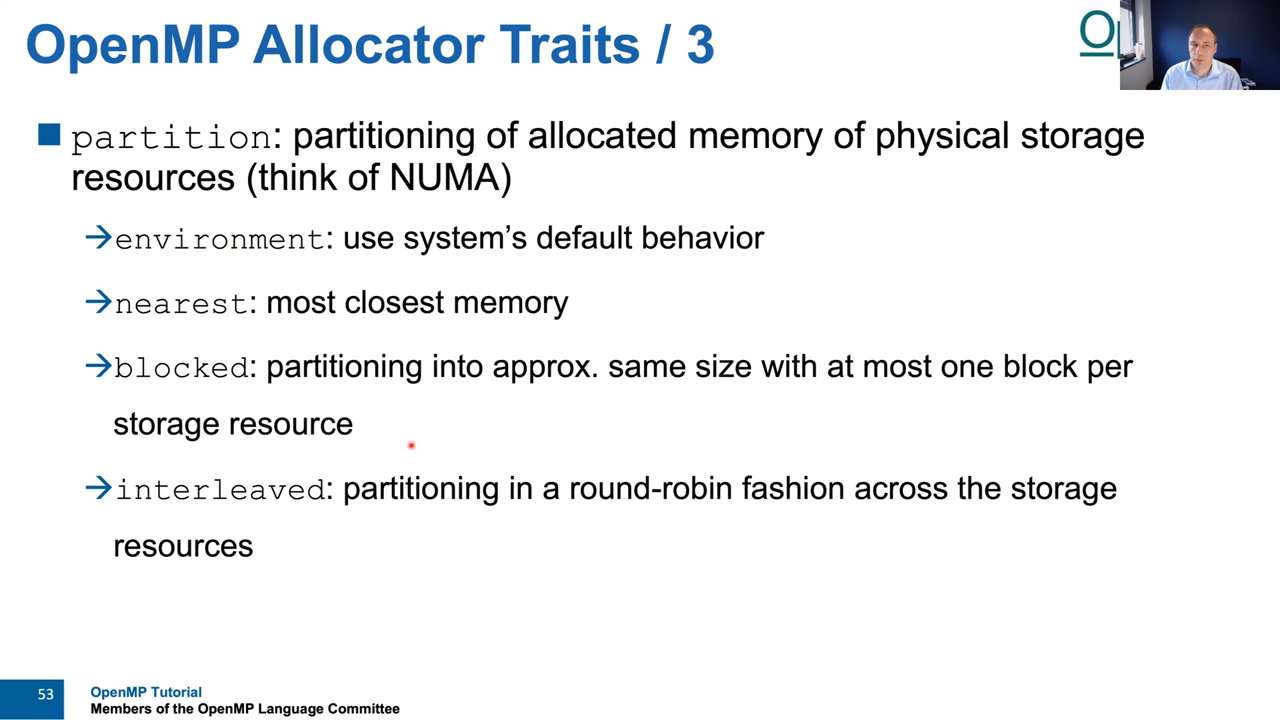 OpenMP Allocator Traits / 3
partition: partitioning of allocated memory of physical storage
resources (think of NUMA)
→environment: use system’s default behavior
→nearest: most closest memory
→blocked: partitioning into approx. same size with at most one block per
storage resource
→interleaved: partitioning in a round-robin fashion across the storage
resources
53
OpenMP Tutorial
Members of the OpenMP Language Committee